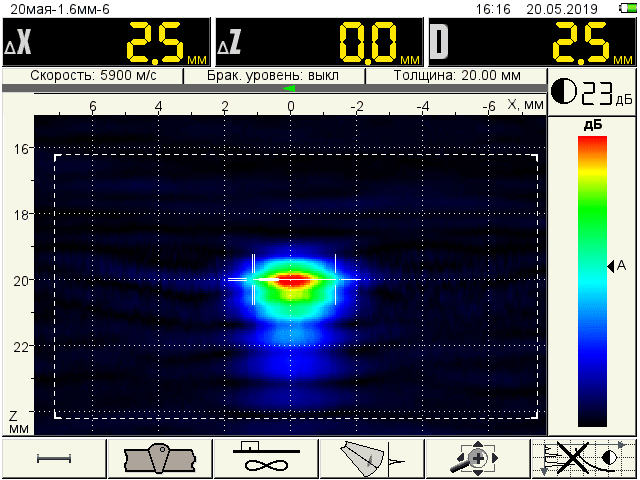 20мая-1.6мм-6 16:16 20.05.2019
ΔX 2.5 мм ΔZ 0.0 мм D 2.5 мм
Скорость: 5900 м/с Брак. уровень: выкл Толщина: 20.00 мм
23 дБ
6 4 2 0 -2 -4 -6 X, мм
дБ
16
18
20
A
22
Z
мм